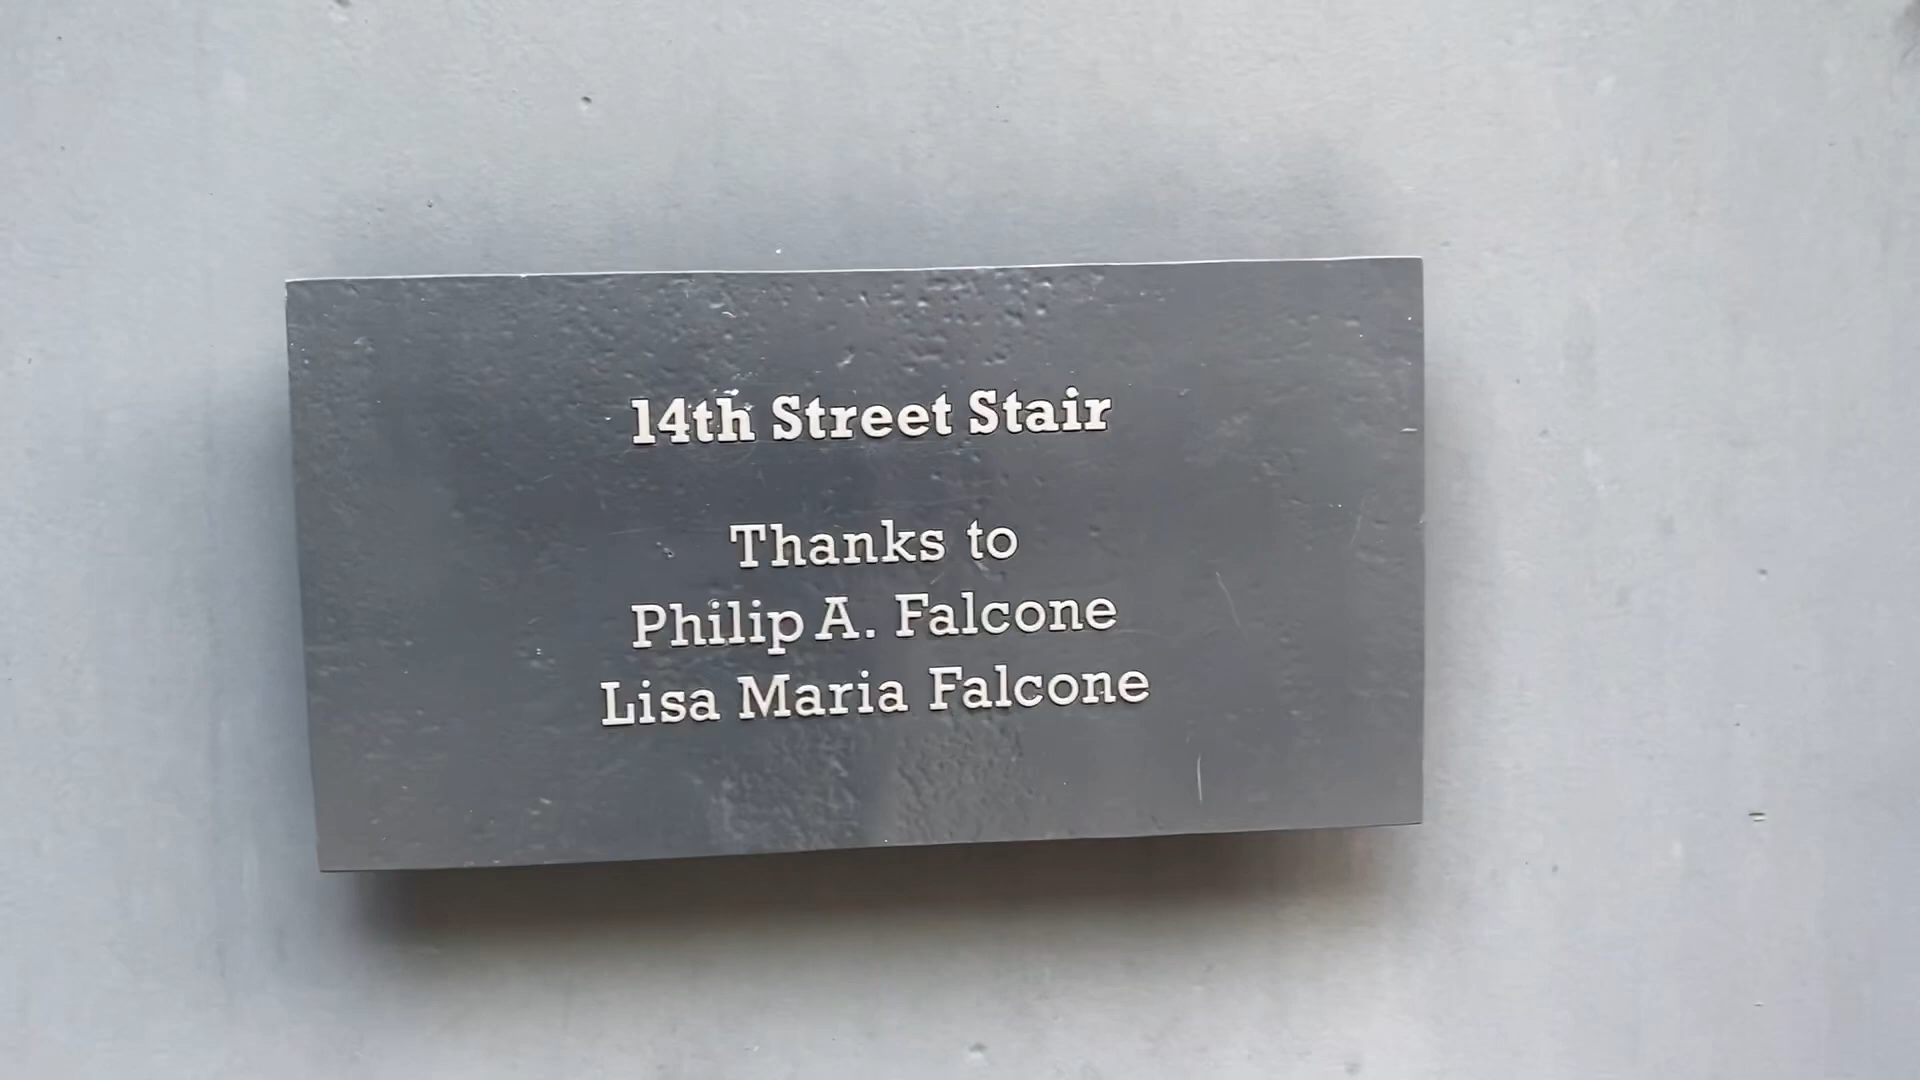 14th Street Stair
Thanks to
Philip A. Falcone
Lisa Maria Falcone